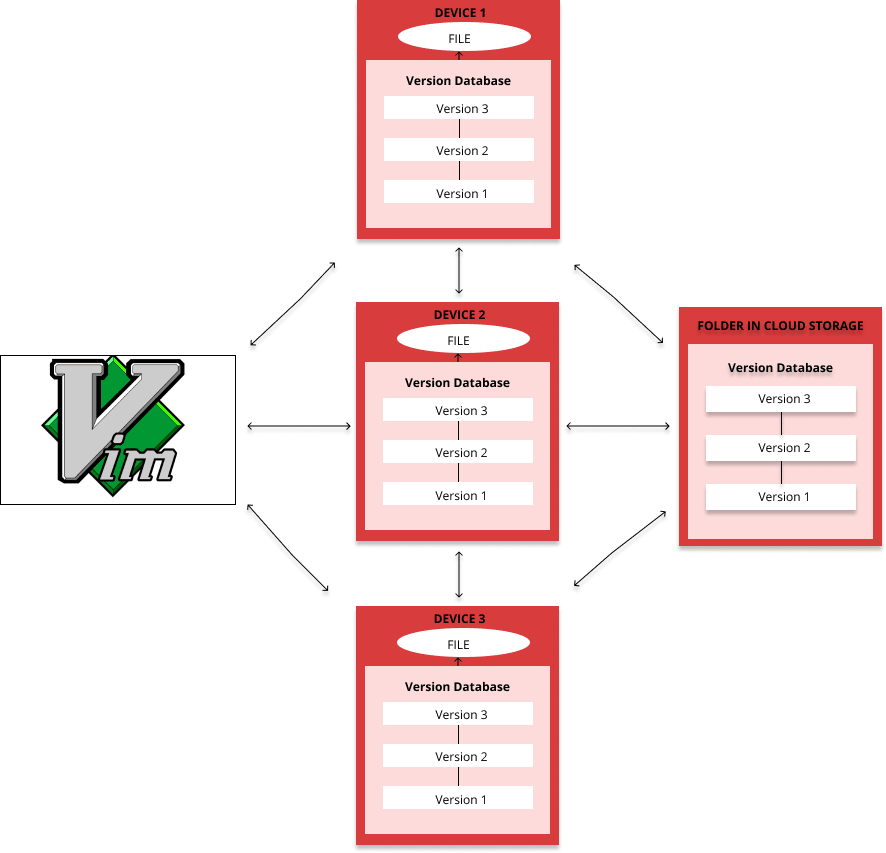 DEVICE 1
FILE
Version Database
Version 3
Version 2
Version 1
Vim
DEVICE 2
FILE
Version Database
Version 3
Version 2
Version 1
FOLDER IN CLOUD STORAGE
Version Database
Version 3
Version 2
Version 1
DEVICE 3
FILE
Version Database
Version 3
Version 2
Version 1